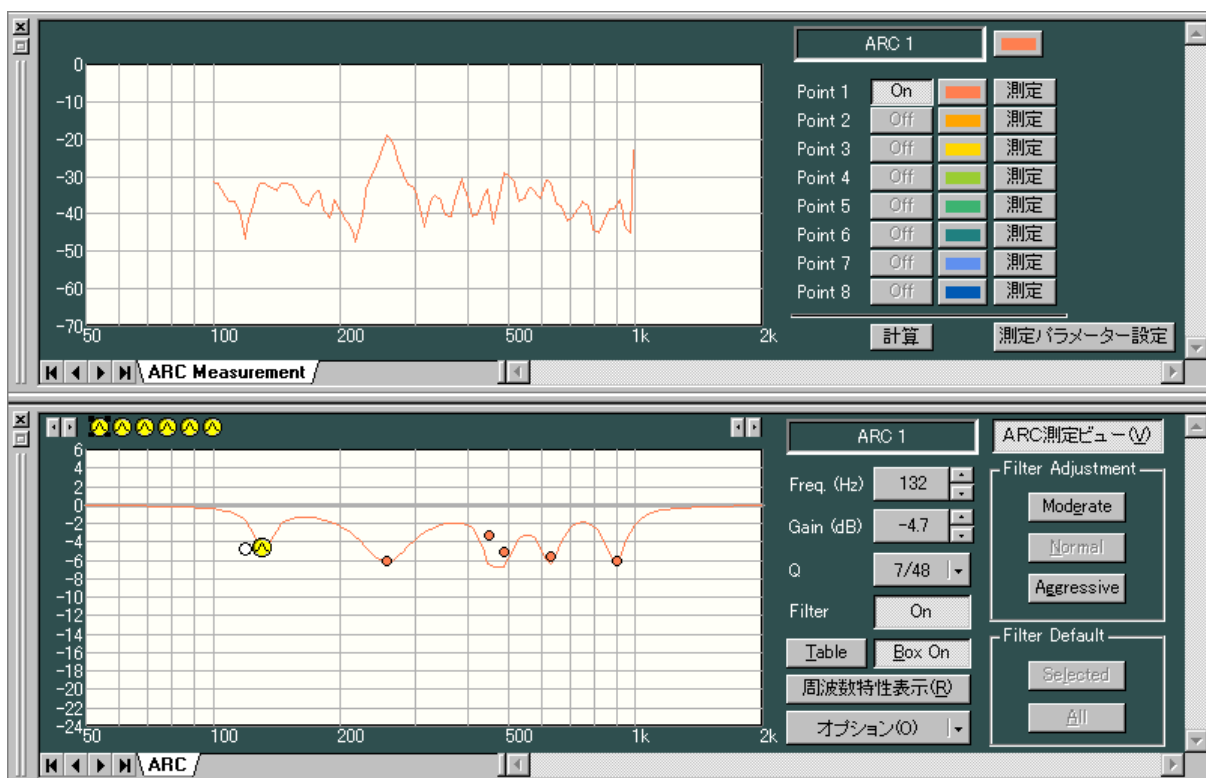 ARC 1
0
-10
-20
-30
-40
-50
-60
-70
50 100 200 500 1k 2k
Point 1 On 測定
Point 2 Off 測定
Point 3 Off 測定
Point 4 Off 測定
Point 5 Off 測定
Point 6 Off 測定
Point 7 Off 測定
Point 8 Off 測定
計算 測定パラメーター設定
ARC Measurement
6
4
2
0
-2
-4
-6
-8
-10
-12
-14
-16
-18
-20
-22
-24
50 100 200 500 1k 2k
ARC 1
Freq. (Hz) 132
Gain (dB) -4.7
Q 7/48
Filter On
Table Box On
周波数特性表示(R)
オプション(O)
ARC測定ビュー(V)
Filter Adjustment
Moderate
Normal
Aggressive
Filter Default
Selected
All
ARC